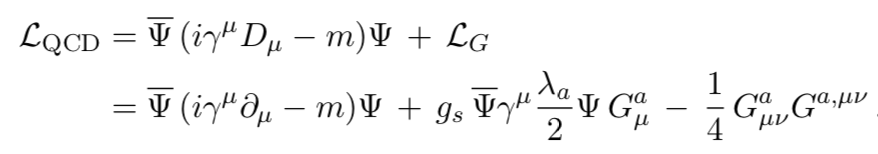 ℒ_QCD = Ψ̅ (iγ^μ D_μ − m)Ψ + ℒ_G
= Ψ̅ (iγ^μ ∂_μ − m)Ψ + g_s Ψ̅γ^μ (λ_a/2) Ψ G^a_μ − (1/4) G^a_{μν} G^{a,μν} .